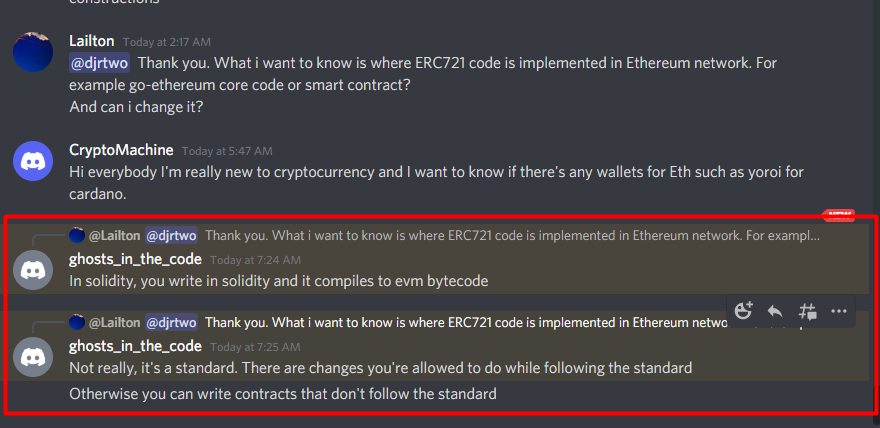 constructions
Lailton Today at 2:17 AM
@djrtwo Thank you. What i want to know is where ERC721 code is implemented in Ethereum network. For
example go-ethereum core code or smart contract?
And can i change it?
CryptoMachine Today at 5:47 AM
Hi everybody I'm really new to cryptocurrency and I want to know if there's any wallets for Eth such as yoroi for
cardano.
NEW
@Lailton @djrtwo Thank you. What i want to know is where ERC721 code is implemented in Ethereum network. For exampl...
ghosts_in_the_code Today at 7:24 AM
In solidity, you write in solidity and it compiles to evm bytecode
@Lailton @djrtwo Thank you. What i want to know is where ERC721 code is implemented in Ethereum
ghosts_in_the_code Today at 7:25 AM
Not really, it's a standard. There are changes you're allowed to do while following the standard
Otherwise you can write contracts that don't follow the standard